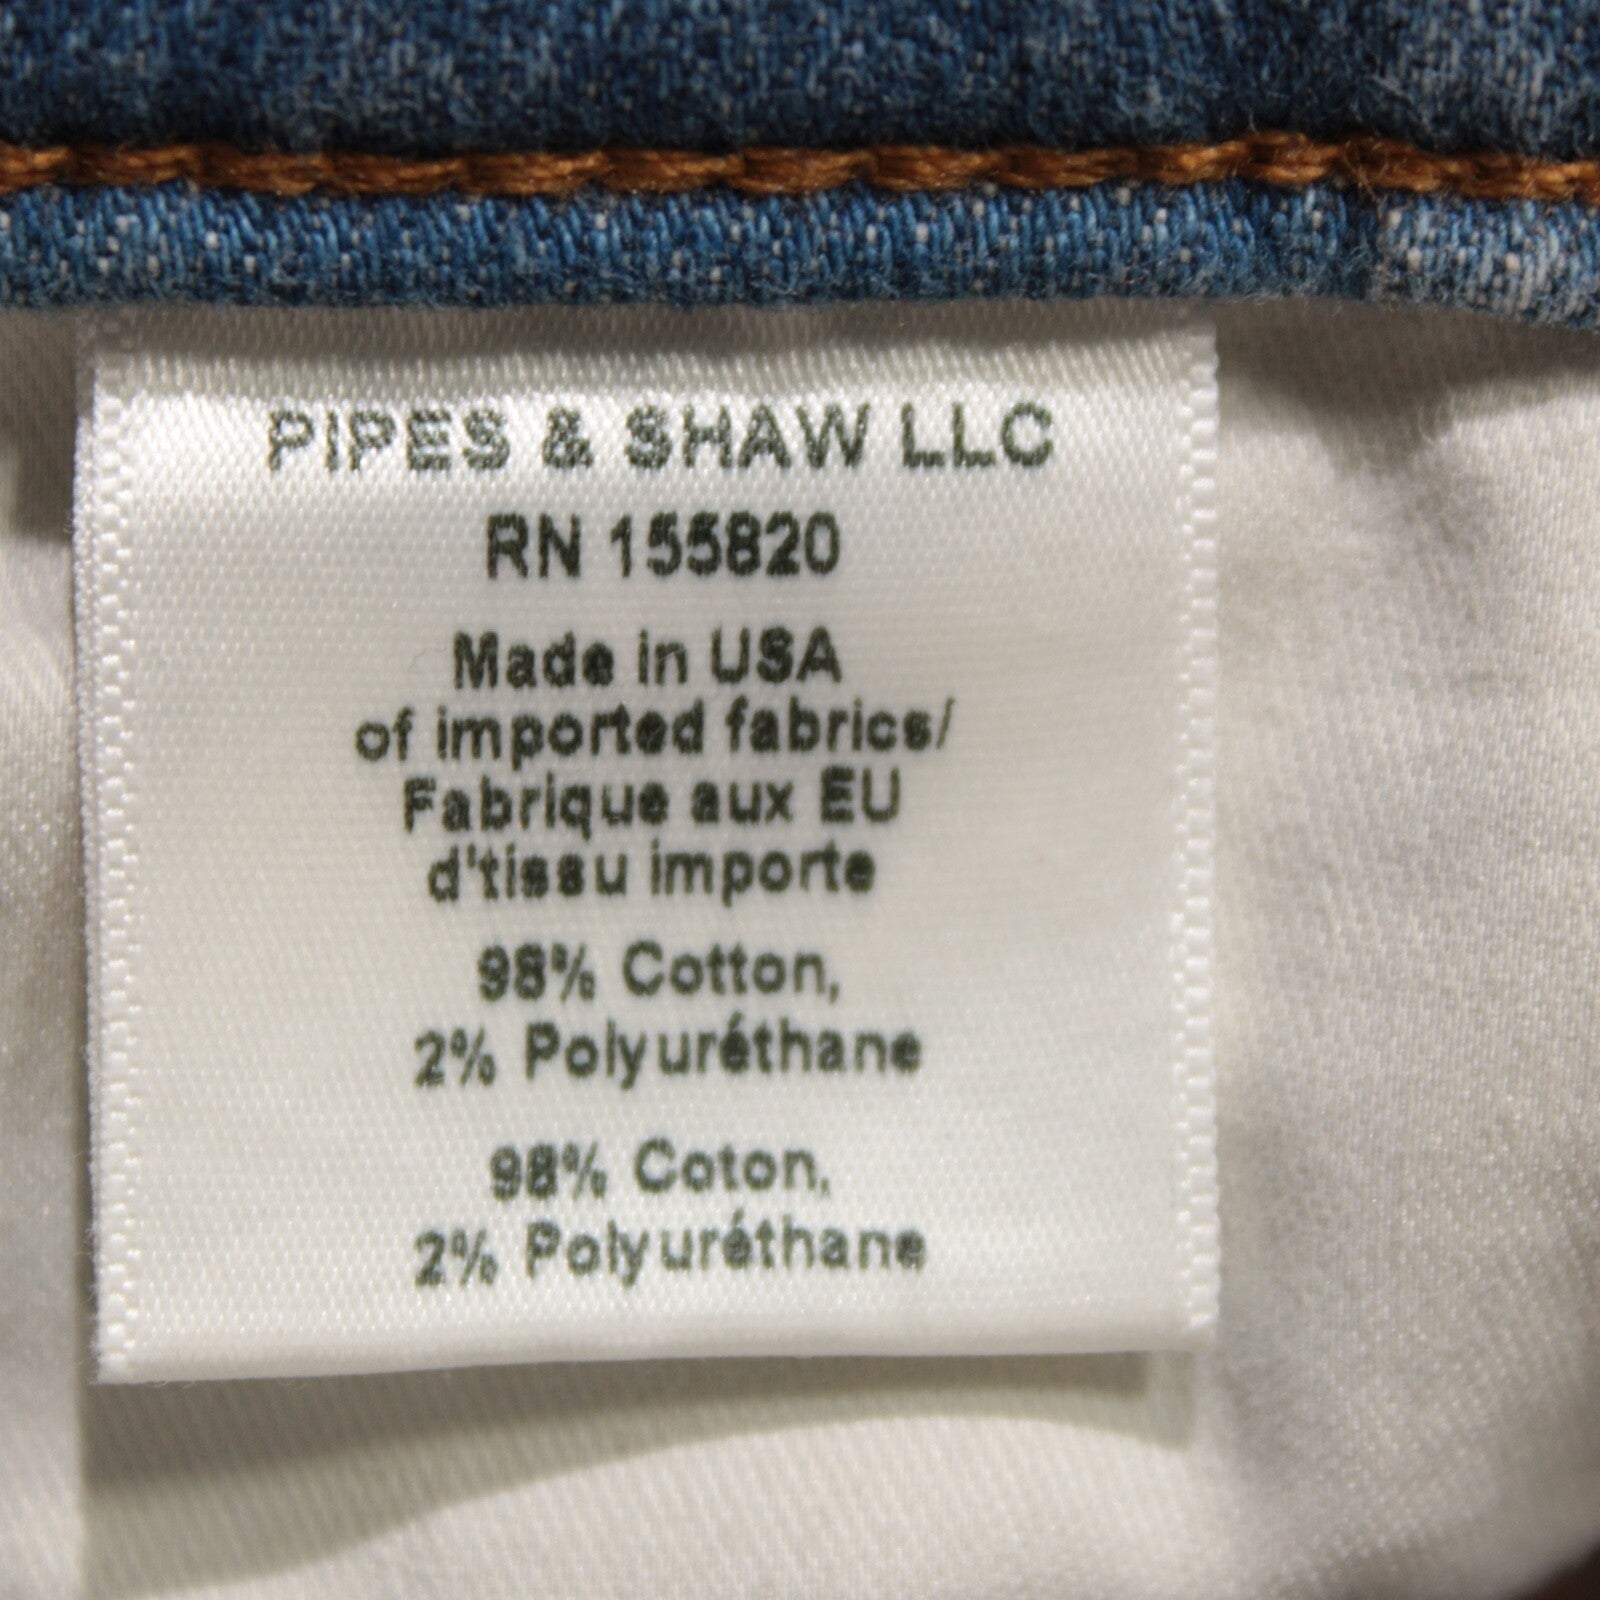 PIPES & SHAW LLC
RN 155820
Made in USA
of imported fabrics/
Fabrique aux EU
d'tissu importe
98% Cotton,
2% Polyuréthane
98% Coton,
2% Polyuréthane